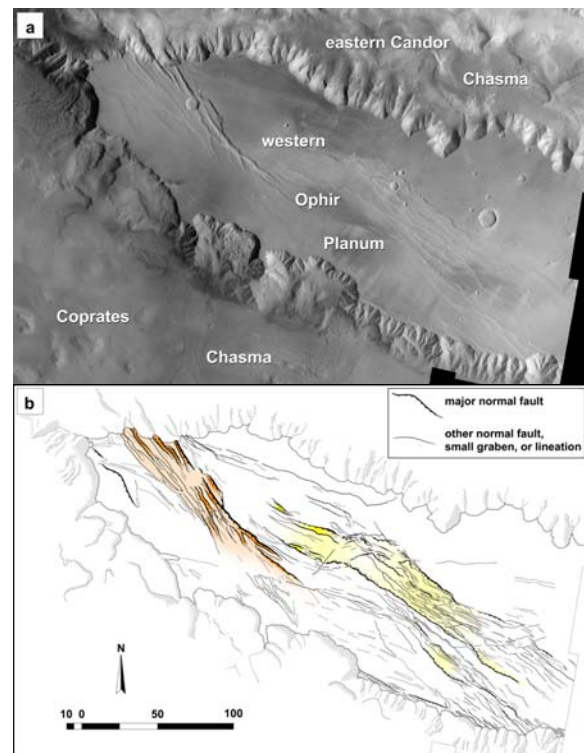 a
eastern Candor
Chasma
western
Ophir
Planum
Coprates
Chasma
b
major normal fault
other normal fault,
small graben, or lineation
N
10 0 50 100